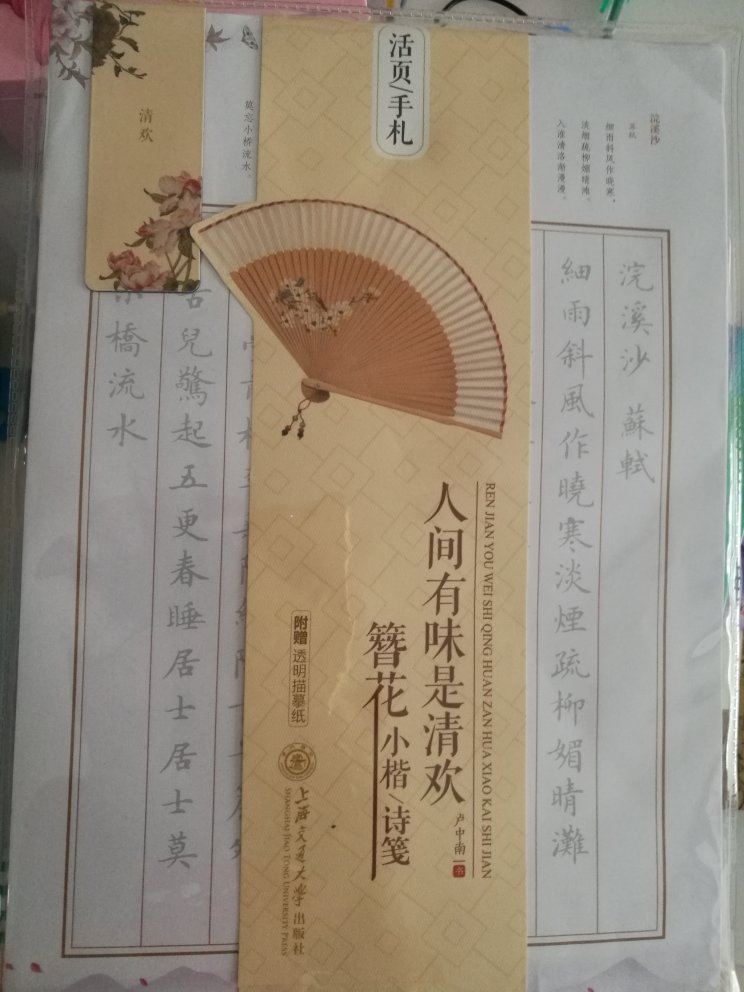 活页/手札
浣溪沙
苏轼
细雨斜风作晓寒，
淡烟疏柳媚晴滩。
入淮清洛渐漫漫。
浣溪沙 蘇軾
細雨斜風作曉寒淡煙疏柳媚晴灘
REN JIAN YOU WEI SHI QING HUAN ZAN HUA XIAO KAI SHI JIAN
人间有味是清欢
卢中南 书
簪花小楷/诗笺
附赠透明描摹纸
上海交通大学出版社
SHANGHAI JIAO TONG UNIVERSITY PRESS
莫忘小桥流水。
清欢
兒驚起五更春睡居士居士莫
橋流水